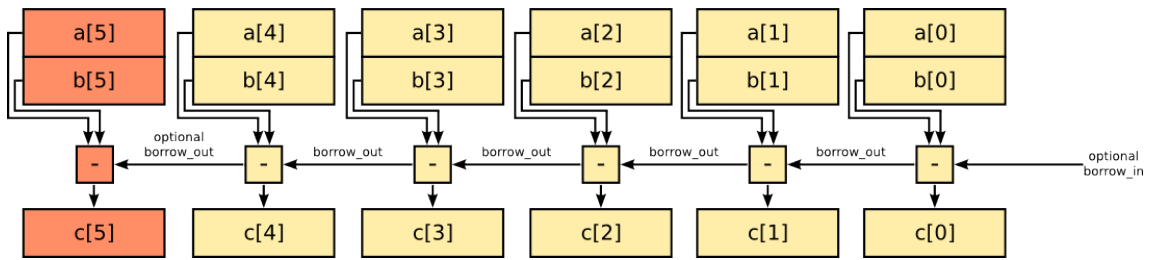 a[5] a[4] a[3] a[2] a[1] a[0]
b[5] b[4] b[3] b[2] b[1] b[0]
optional
borrow_out borrow_out borrow_out borrow_out borrow_out
optional
borrow_in
- - - - - -
c[5] c[4] c[3] c[2] c[1] c[0]